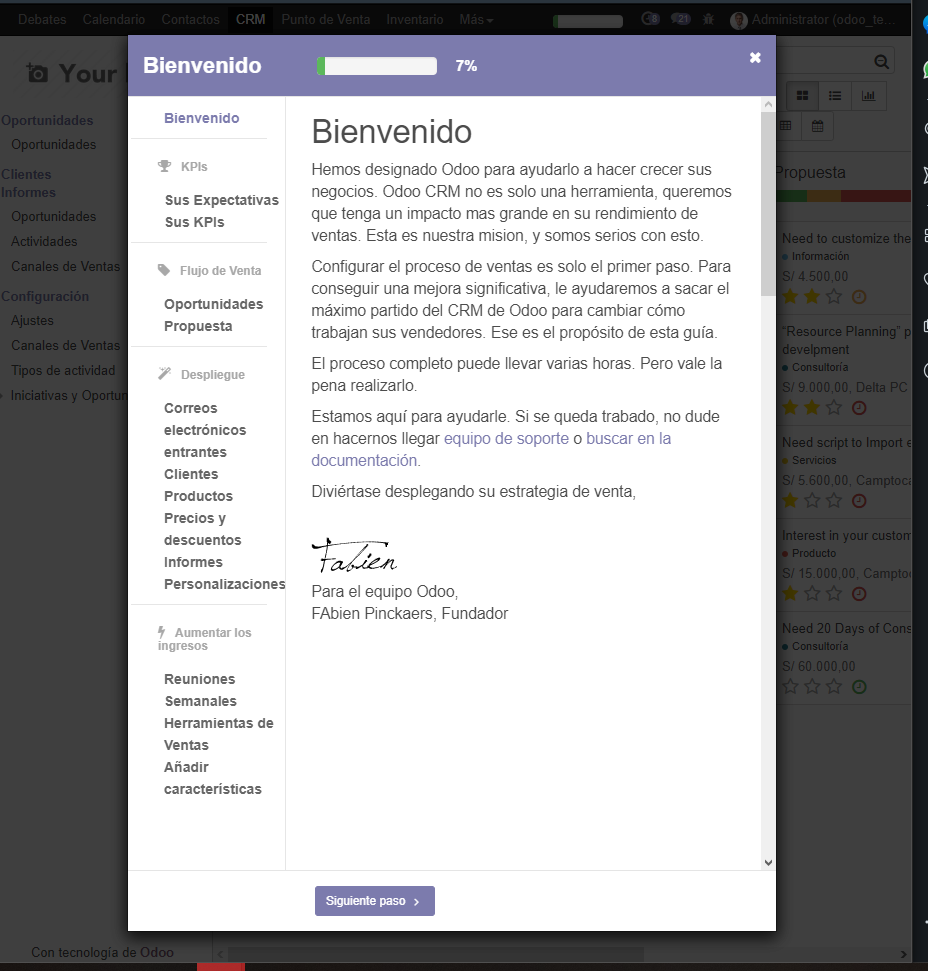 Debates Calendario Contactos CRM Punto de Venta Inventario Más 8 21 Administrator (odoo_te...
Bienvenido 7% ×
Your
Oportunidades
Oportunidades
Clientes
Informes
Oportunidades
Actividades
Canales de Ventas
Configuración
Ajustes
Canales de Ventas
Tipos de actividad
Iniciativas y Oportun
Bienvenido
KPIs
Sus Expectativas
Sus KPIs
Flujo de Venta
Oportunidades
Propuesta
Despliegue
Correos
electrónicos
entrantes
Clientes
Productos
Precios y
descuentos
Informes
Personalizaciones
Aumentar los
ingresos
Reuniones
Semanales
Herramientas de
Ventas
Añadir
características
Bienvenido
Hemos designado Odoo para ayudarlo a hacer crecer sus
negocios. Odoo CRM no es solo una herramienta, queremos
que tenga un impacto mas grande en su rendimiento de
ventas. Esta es nuestra mision, y somos serios con esto.
Configurar el proceso de ventas es solo el primer paso. Para
conseguir una mejora significativa, le ayudaremos a sacar el
máximo partido del CRM de Odoo para cambiar cómo
trabajan sus vendedores. Ese es el propósito de esta guía.
El proceso completo puede llevar varias horas. Pero vale la
pena realizarlo.
Estamos aquí para ayudarle. Si se queda trabado, no dude
en hacernos llegar equipo de soporte o buscar en la
documentación.
Diviértase desplegando su estrategia de venta,
Fabien
Para el equipo Odoo,
FAbien Pinckaers, Fundador
Siguiente paso >
Propuesta
Need to customize the
Información
S/ 4.500,00
“Resource Planning” p
develpment
Consultoría
S/ 9.000,00, Delta PC
Need script to Import e
Servicios
S/ 5.600,00, Camptoca
Interest in your custom
Producto
S/ 15.000,00, Camptoc
Need 20 Days of Cons
Consultoría
S/ 60.000,00
Con tecnología de Odoo